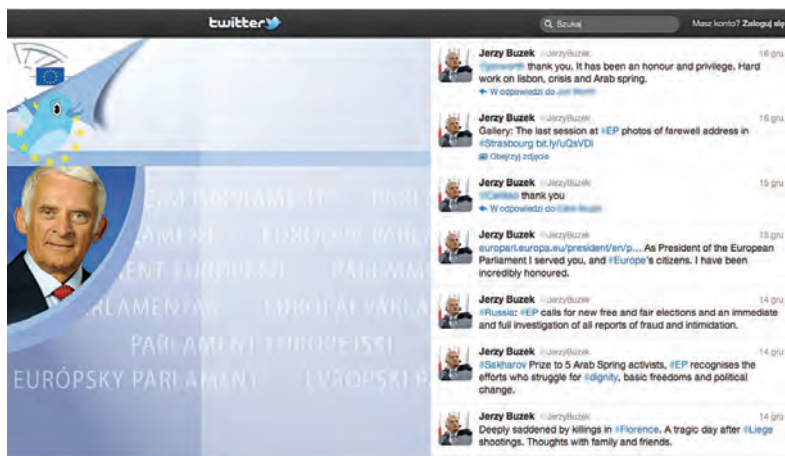 twitter
Szukaj
Masz konto? Zaloguj się
Jerzy Buzek @JerzyBuzek 16 gru
thank you. It has been an honour and privilege. Hard
work on lisbon, crisis and Arab spring.
W odpowiedzi do
Jerzy Buzek @JerzyBuzek 16 gru
Gallery: The last session at #EP photos of farewell address in
#Strasbourg bit.ly/uQsVDi
Obejrzyj zdjęcie
Jerzy Buzek @JerzyBuzek 15 gru
thank you
W odpowiedzi do
Jerzy Buzek @JerzyBuzek 15 gru
europarl.europa.eu/president/en/p… As President of the European
Parliament I served you, and #Europe's citizens. I have been
incredibly honoured.
Jerzy Buzek @JerzyBuzek 14 gru
#Russia: #EP calls for new free and fair elections and an immediate
and full investigation of all reports of fraud and intimidation.
Jerzy Buzek @JerzyBuzek 14 gru
#Sakharov Prize to 5 Arab Spring activists, #EP recognises the
efforts who struggle for #dignity, basic freedoms and political
change.
Jerzy Buzek @JerzyBuzek 14 gru
Deeply saddened by killings in #Florence. A tragic day after #Liege
shootings. Thoughts with family and friends.
PARLAMENT EUROPEJSKI
EURÓPSKY PARLAMENT EVROPSKI